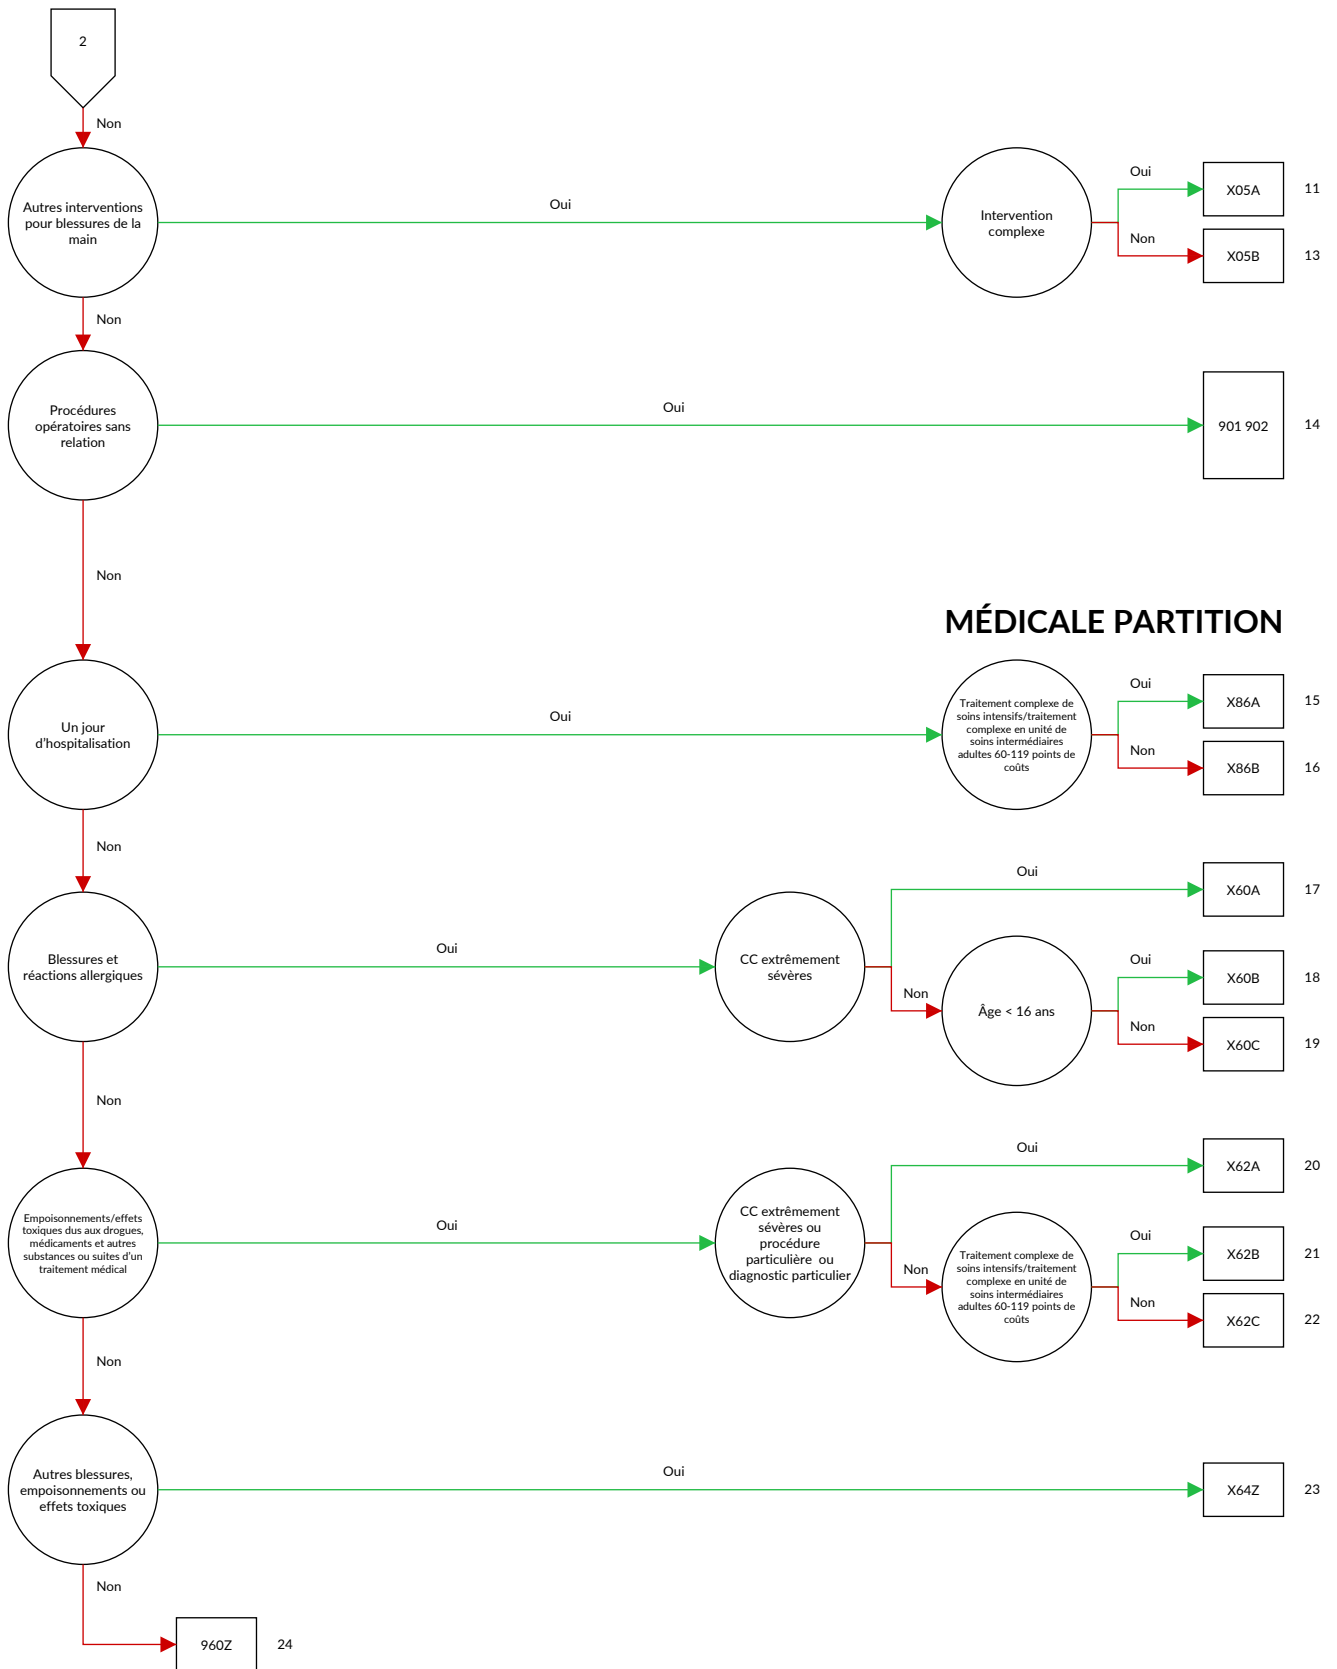 2
Non
Autres interventions
pour blessures de la
main
Oui
Intervention
complexe
Oui
X05A
11
Non
X05B
13
Non
Procédures
opératoires sans
relation
Oui
901 902
14
Non
MÉDICALE PARTITION
Un jour
d'hospitalisation
Oui
Traitement complexe de
soins intensifs/traitement
complexe en unité de
soins intermédiaires
adultes 60-119 points de
coûts
Oui
X86A
15
Non
X86B
16
Non
Blessures et
réactions allergiques
Oui
CC extrêmement
sévères
Oui
X60A
17
Non
Âge < 16 ans
Oui
X60B
18
Non
X60C
19
Non
Empoisonnements/effets
toxiques dus aux drogues,
médicaments et autres
substances ou suites d'un
traitement médical
Oui
CC extrêmement
sévères ou
procédure
particulière ou
diagnostic particulier
Oui
X62A
20
Non
Traitement complexe de
soins intensifs/traitement
complexe en unité de
soins intermédiaires
adultes 60-119 points de
coûts
Oui
X62B
21
Non
X62C
22
Non
Autres blessures,
empoisonnements ou
effets toxiques
Oui
X64Z
23
Non
960Z
24